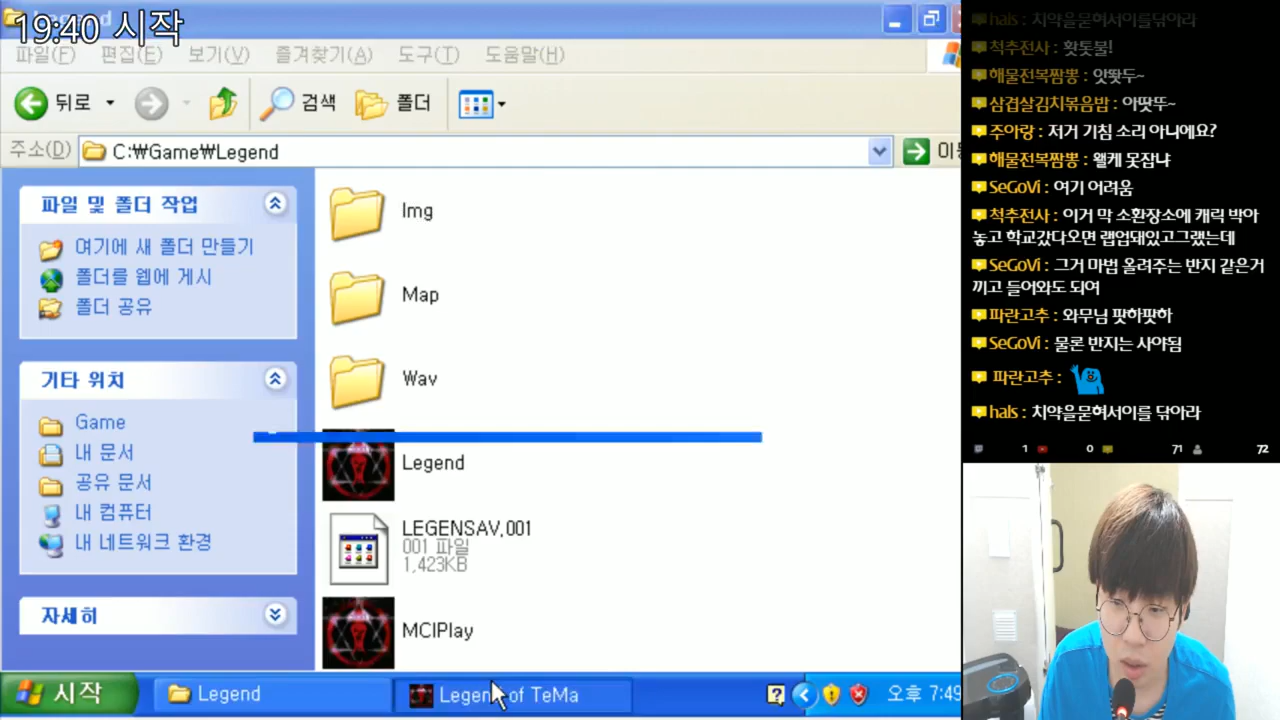 19:40 시작
Legend
파일(F) 편집(E) 보기(V) 즐겨찾기(A) 도구(T) 도움말(H)
뒤로 검색 폴더
주소(D) C:₩Game₩Legend
파일 및 폴더 작업
여기에 새 폴더 만들기
폴더를 웹에 게시
폴더 공유
기타 위치
Game
내 문서
공유 문서
내 컴퓨터
내 네트워크 환경
자세히
Img
Map
Wav
Legend
LEGENSAV,001
001 파일
1,423KB
MCIPlay
시작 Legend Legend of TeMa ? 오후 7:49
hals : 치약을묻혀서이를닦아라
척추전사 : 홧톳불!
해물전복짬뽕 : 앗뙂두~
삼겹살김치볶음밥 : 아땃뚜~
주아랑 : 저거 기침 소리 아니에요?
해물전복짬뽕 : 왤케 못잡냐
SeGoVi : 여기 어려움
척추전사 : 이거 막 소환장소에 캐릭 박아
놓고 학교갔다오면 랩업돼있고그랬는데
SeGoVi : 그거 마법 올려주는 반지 같은거
끼고 들어와도 되여
파란고추 : 와무님 팟하팟하
SeGoVi : 물론 반지는 사야됨
파란고추 :
hals : 치약을묻혀서이를 닦아라
1 0 71 72